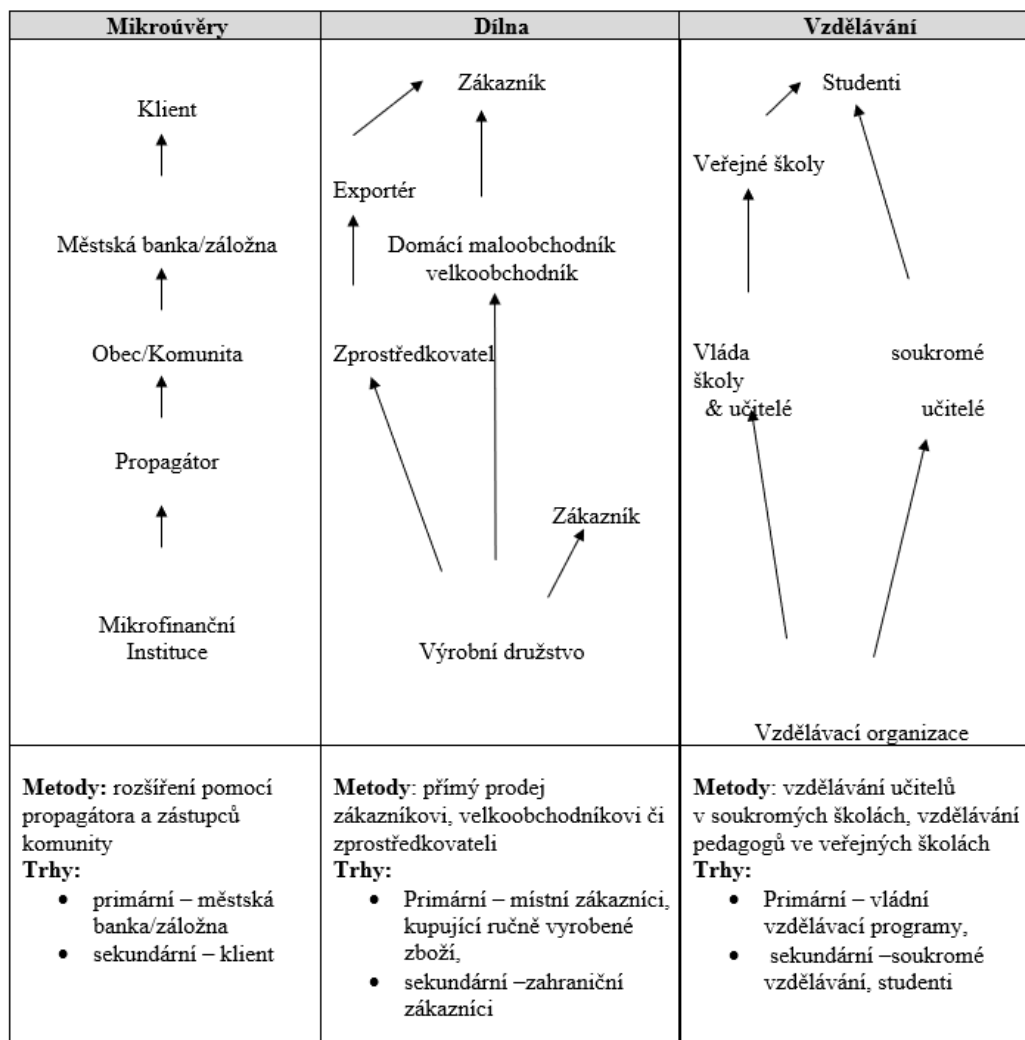 Mikroúvěry
Klient
Městská banka/záložna
Obec/Komunita
Propagátor
Mikrofinanční
Instituce
Metody: rozšíření pomocí
propagátora a zástupců
komunity
Trhy:
• primární – městská
banka/záložna
• sekundární – klient
Dílna
Zákazník
Exportér
Domácí maloobchodník
velkoobchodník
Zprostředkovatel
Zákazník
Výrobní družstvo
Metody: přímý prodej
zákazníkovi, velkoobchodníkovi či
zprostředkovateli
Trhy:
• Primární – místní zákazníci,
kupující ručně vyrobené
zboží,
• sekundární –zahraniční
zákazníci
Vzdělávání
Studenti
Veřejné školy
Vláda soukromé
školy
& učitelé učitelé
Vzdělávací organizace
Metody: vzdělávání učitelů
v soukromých školách, vzdělávání
pedagogů ve veřejných školách
Trhy:
• Primární – vládní
vzdělávací programy,
• sekundární –soukromé
vzdělávání, studenti